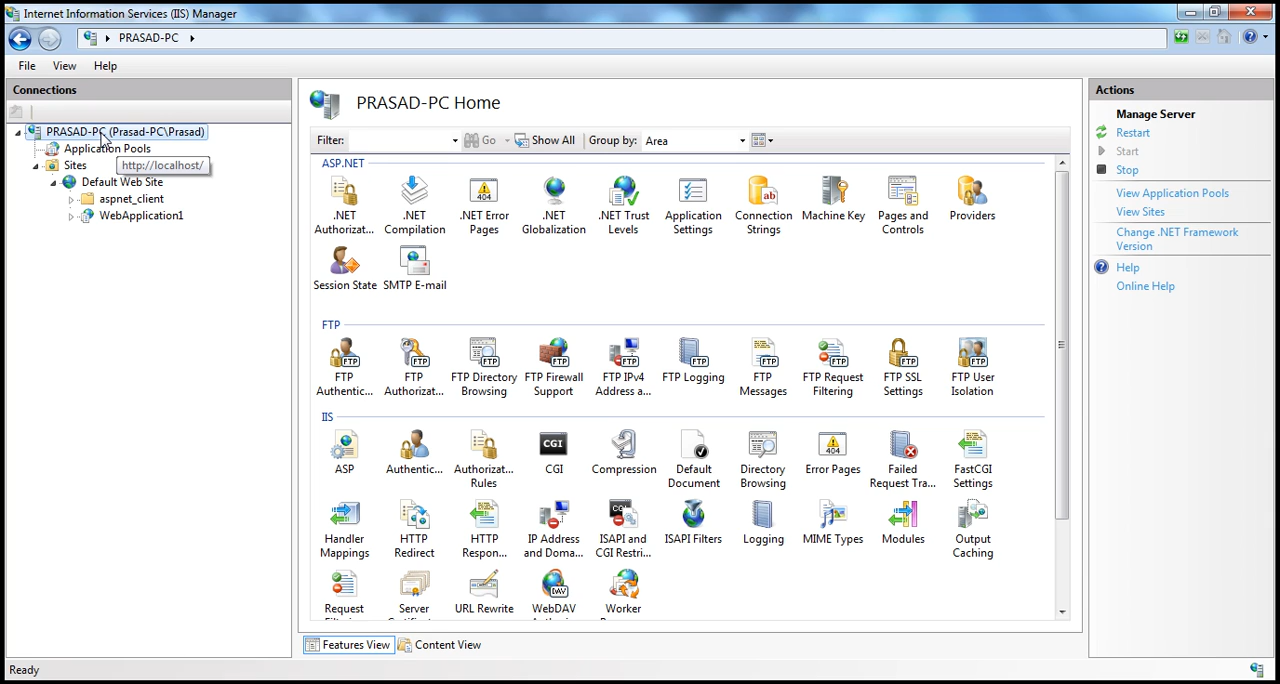 Internet Information Services (IIS) Manager
PRASAD-PC
File View Help
Connections
PRASAD-PC (Prasad-PC\Prasad)
Application Pools
Sites
http://localhost/
Default Web Site
aspnet_client
WebApplication1
PRASAD-PC Home
Filter: Go Show All Group by: Area
ASP.NET
.NET Authorizat...
.NET Compilation
.NET Error Pages
.NET Globalization
.NET Trust Levels
Application Settings
Connection Strings
Machine Key
Pages and Controls
Providers
Session State
SMTP E-mail
FTP
FTP Authentic...
FTP Authorizat...
FTP Directory Browsing
FTP Firewall Support
FTP IPv4 Address a...
FTP Logging
FTP Messages
FTP Request Filtering
FTP SSL Settings
FTP User Isolation
IIS
ASP
Authentic...
Authorizat... Rules
CGI
Compression
Default Document
Directory Browsing
Error Pages
Failed Request Tra...
FastCGI Settings
Handler Mappings
HTTP Redirect
HTTP Respon...
IP Address and Doma...
ISAPI and CGI Restri...
ISAPI Filters
Logging
MIME Types
Modules
Output Caching
Request
Server
URL Rewrite
WebDAV
Worker
Features View Content View
Actions
Manage Server
Restart
Start
Stop
View Application Pools
View Sites
Change .NET Framework
Version
Help
Online Help
Ready